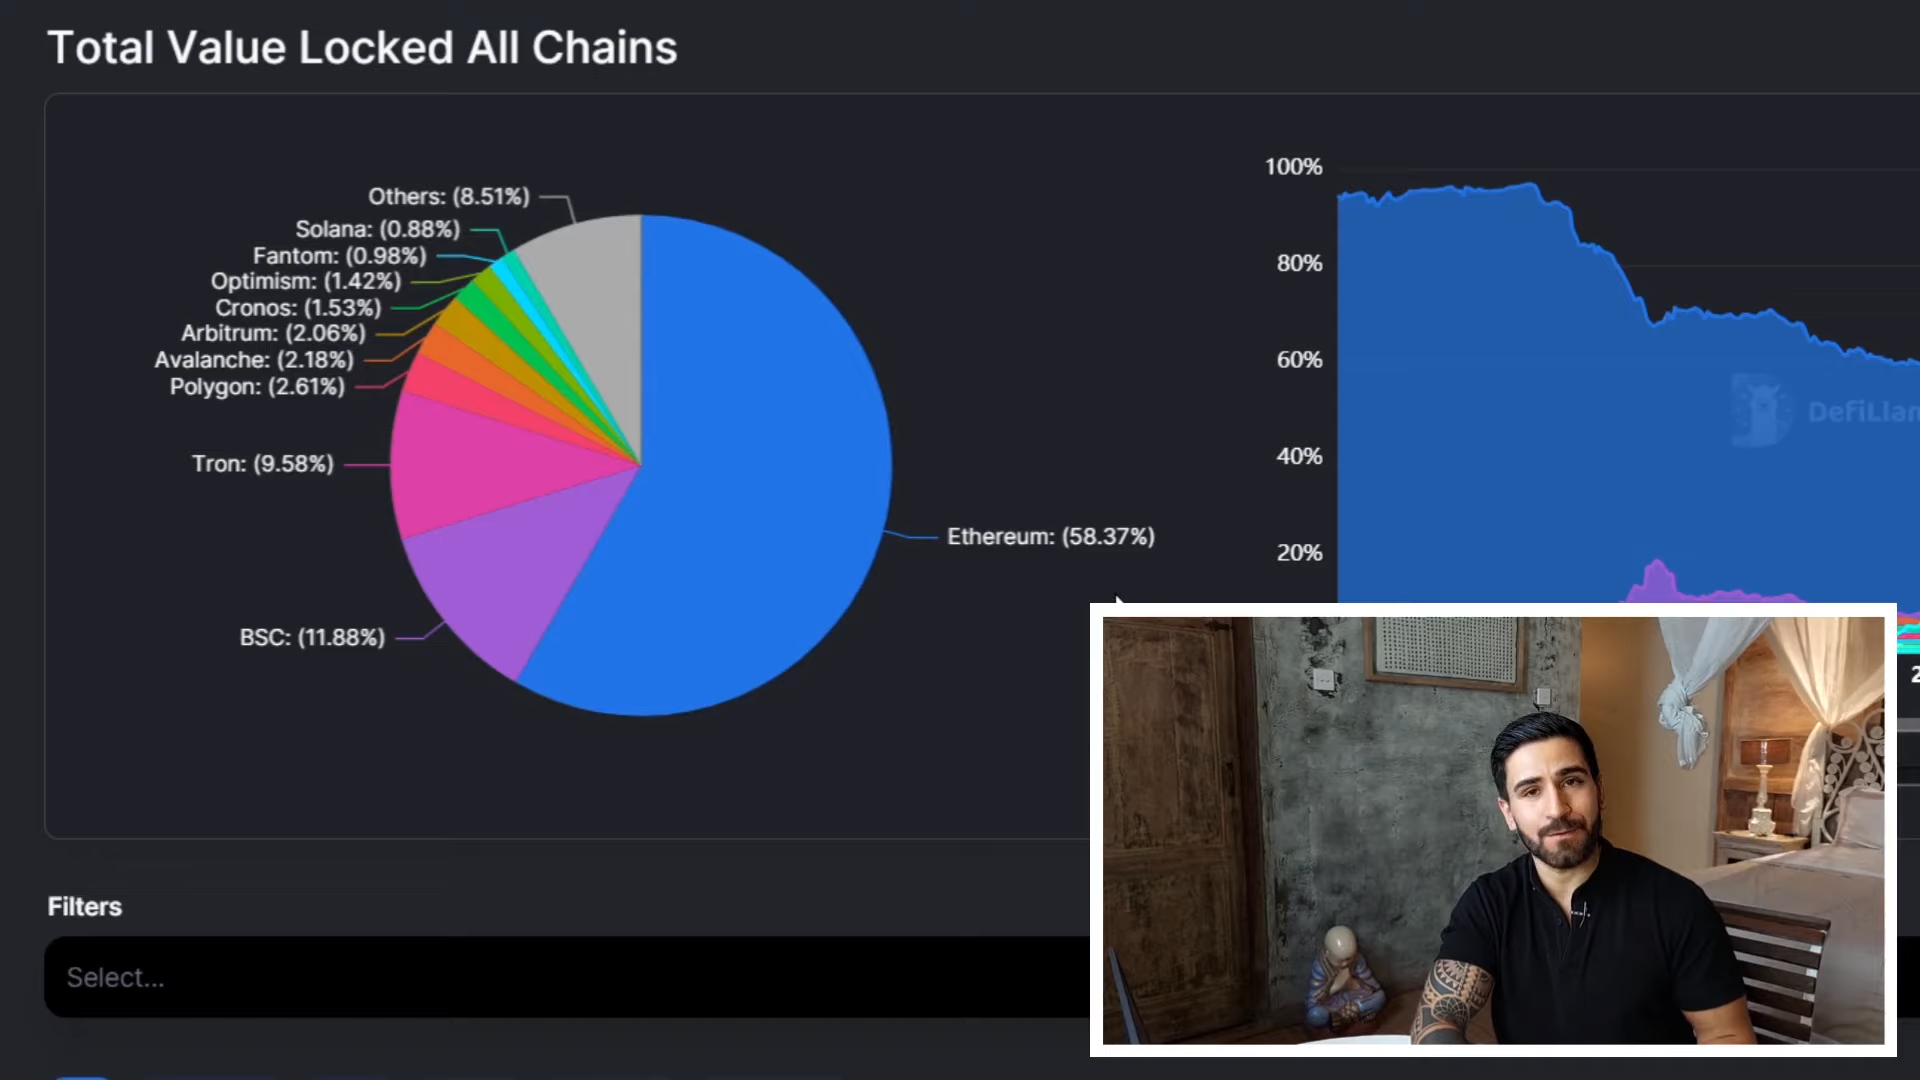 Total Value Locked All Chains
Others: (8.51%)
Solana: (0.88%)
Fantom: (0.98%)
Optimism: (1.42%)
Cronos: (1.53%)
Arbitrum: (2.06%)
Avalanche: (2.18%)
Polygon: (2.61%)
Tron: (9.58%)
BSC: (11.88%)
Ethereum: (58.37%)
100%
80%
60%
40%
20%
DefiLlam
2
Filters
Select...